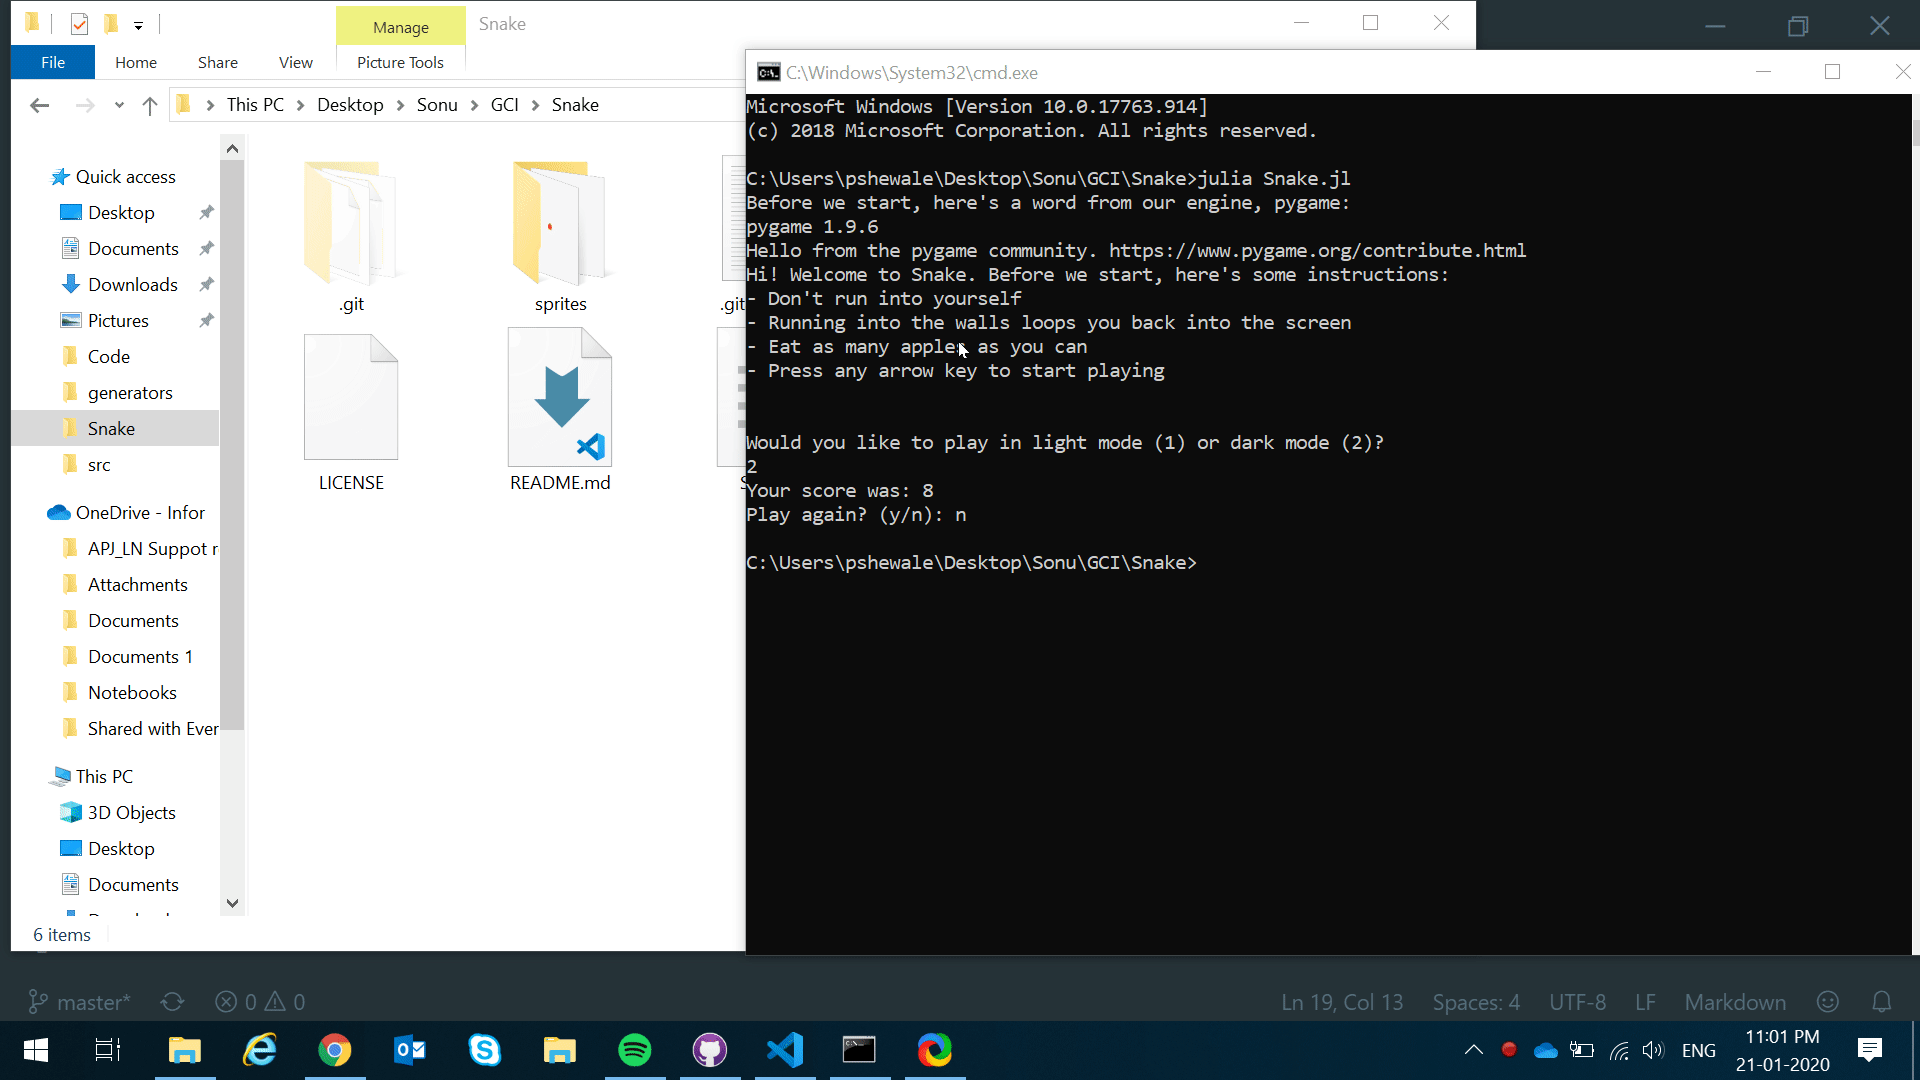 Manage
Snake
File
Home
Share
View
Picture Tools
This PC
Desktop
Sonu
GCI
Snake
Quick access
Desktop
Documents
Downloads
Pictures
Code
generators
Snake
src
OneDrive - Infor
APJ_LN Suppot r
Attachments
Documents
Documents 1
Notebooks
Shared with Ever
This PC
3D Objects
Desktop
Documents
6 items
.git
sprites
.git
LICENSE
README.md
C:\Windows\System32\cmd.exe
Microsoft Windows [Version 10.0.17763.914]
(c) 2018 Microsoft Corporation. All rights reserved.
C:\Users\pshewale\Desktop\Sonu\GCI\Snake>julia Snake.jl
Before we start, here's a word from our engine, pygame:
pygame 1.9.6
Hello from the pygame community. https://www.pygame.org/contribute.html
Hi! Welcome to Snake. Before we start, here's some instructions:
- Don't run into yourself
- Running into the walls loops you back into the screen
- Eat as many apples as you can
- Press any arrow key to start playing
Would you like to play in light mode (1) or dark mode (2)?
2
Your score was: 8
Play again? (y/n): n
C:\Users\pshewale\Desktop\Sonu\GCI\Snake>
master*
0
0
Ln 19, Col 13
Spaces: 4
UTF-8
LF
Markdown
ENG
11:01 PM
21-01-2020